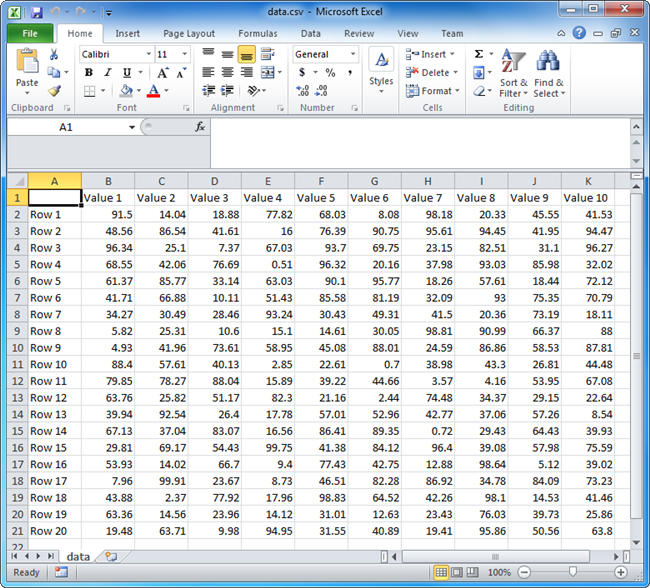 data.csv - Microsoft Excel
File Home Insert Page Layout Formulas Data Review View Team
Calibri 11 General Insert Σ
Paste B I U A A $ % , Styles Delete Sort & Find &
A Format Filter Select
Clipboard Font Alignment Number Cells Editing
A1 fx
A B C D E F G H I J K
1 Value 1 Value 2 Value 3 Value 4 Value 5 Value 6 Value 7 Value 8 Value 9 Value 10
2 Row 1 91.5 14.04 18.88 77.82 68.03 8.08 98.18 20.33 45.55 41.53
3 Row 2 48.56 86.54 41.61 16 76.39 90.75 95.61 94.45 41.95 94.47
4 Row 3 96.34 25.1 7.37 67.03 93.7 69.75 23.15 82.51 31.1 96.27
5 Row 4 68.55 42.06 76.69 0.51 96.32 20.16 37.98 93.03 85.98 32.02
6 Row 5 61.37 85.77 33.14 63.03 90.1 95.77 18.26 57.61 18.44 72.12
7 Row 6 41.71 66.88 10.11 51.43 85.58 81.19 32.09 93 75.35 70.79
8 Row 7 34.27 30.49 28.46 93.24 30.43 49.31 41.5 20.36 73.19 18.11
9 Row 8 5.82 25.31 10.6 15.1 14.61 30.05 98.81 90.99 66.37 88
10 Row 9 4.93 41.96 73.61 58.95 45.08 88.01 24.59 86.86 58.53 87.81
11 Row 10 88.4 57.61 40.13 2.85 22.61 0.7 38.98 43.3 26.81 44.48
12 Row 11 79.85 78.27 88.04 15.89 39.22 44.66 3.57 4.16 53.95 67.08
13 Row 12 63.76 25.82 51.17 82.3 21.16 2.44 74.48 34.37 29.15 22.64
14 Row 13 39.94 92.54 26.4 17.78 57.01 52.96 42.77 37.06 57.26 8.54
15 Row 14 67.13 37.04 83.07 16.56 86.41 89.35 0.72 29.43 64.43 39.93
16 Row 15 29.81 69.17 54.43 99.75 41.38 84.12 96.4 39.08 57.98 75.59
17 Row 16 53.93 14.02 66.7 9.4 77.43 42.75 12.88 98.64 5.12 39.02
18 Row 17 7.96 99.91 23.67 8.73 46.51 82.28 86.92 34.78 84.09 73.23
19 Row 18 43.88 2.37 77.92 17.96 98.83 64.52 42.26 98.1 14.53 41.46
20 Row 19 63.36 14.56 23.96 14.12 31.01 12.63 23.43 76.03 39.73 25.86
21 Row 20 19.48 63.71 9.98 94.95 31.55 40.89 19.41 95.86 50.56 63.8
22
data
Ready 100%